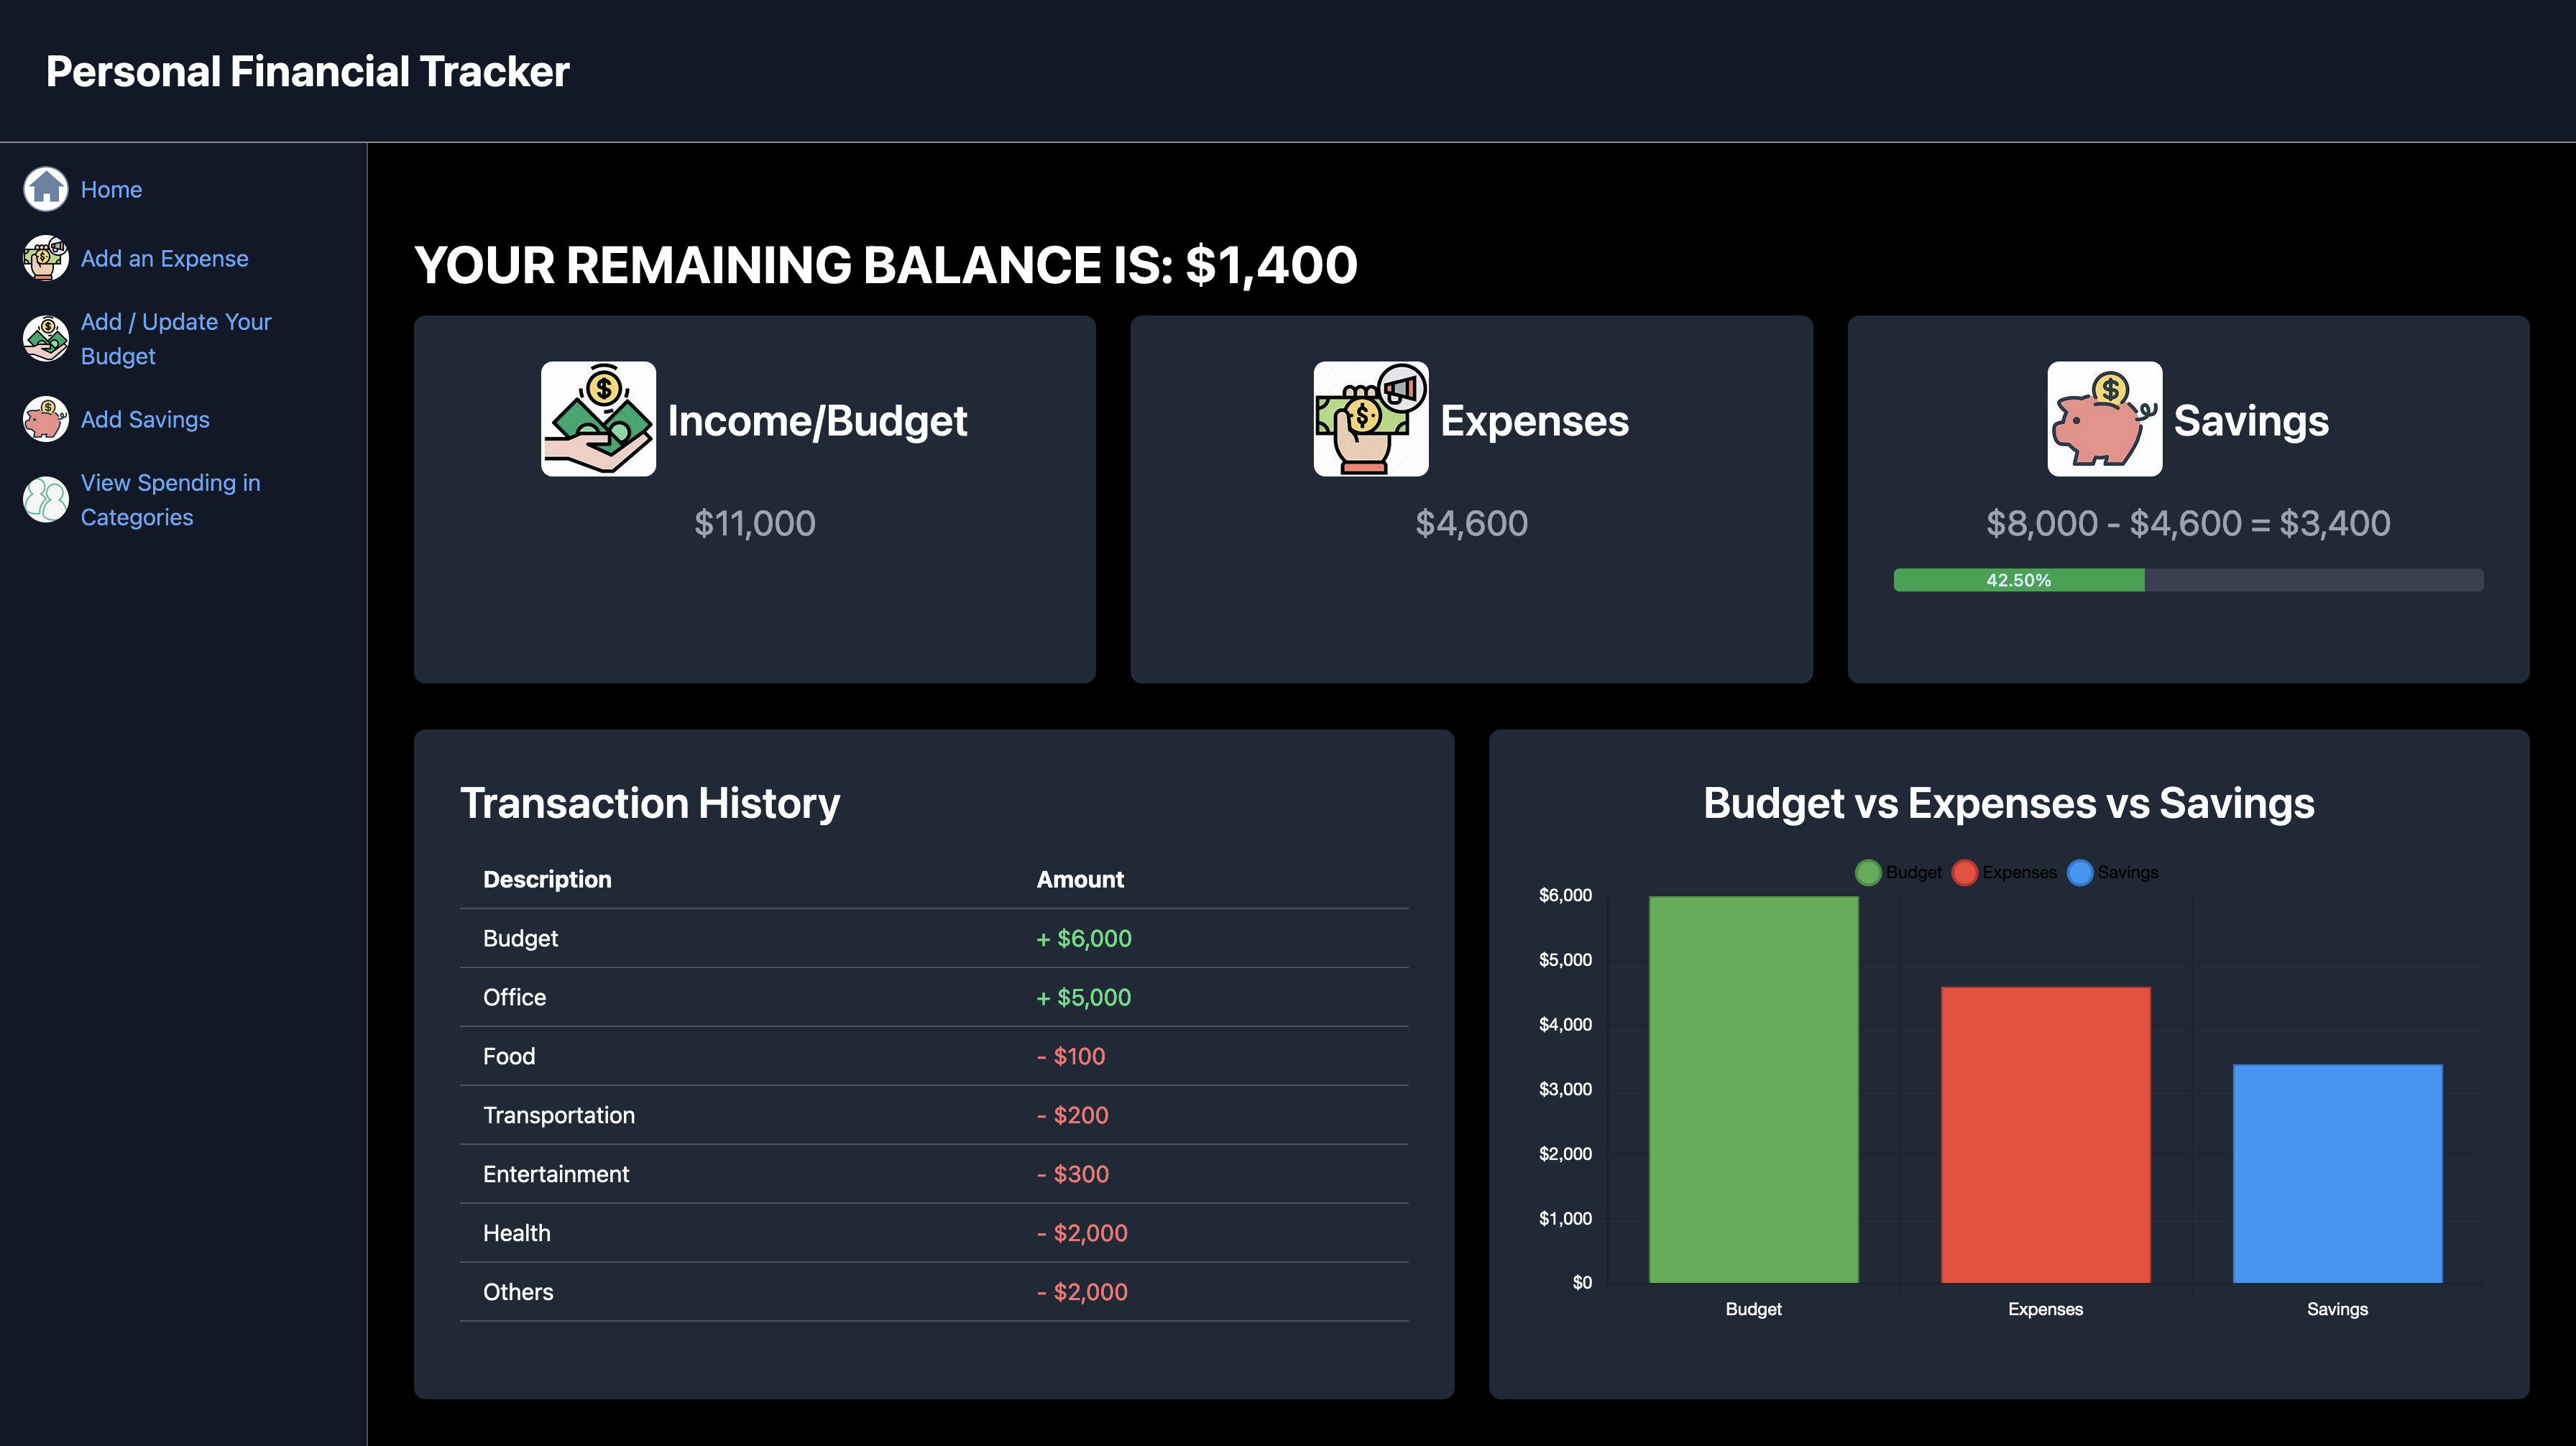 Personal Financial Tracker
Home
Add an Expense
Add / Update Your
Budget
Add Savings
View Spending in
Categories
YOUR REMAINING BALANCE IS: $1,400
Income/Budget
$11,000
Expenses
$4,600
Savings
$8,000 - $4,600 = $3,400
42.50%
Transaction History
Description Amount
Budget + $6,000
Office + $5,000
Food - $100
Transportation - $200
Entertainment - $300
Health - $2,000
Others - $2,000
Budget vs Expenses vs Savings
Budget Expenses Savings
$6,000
$5,000
$4,000
$3,000
$2,000
$1,000
$0
Budget Expenses Savings